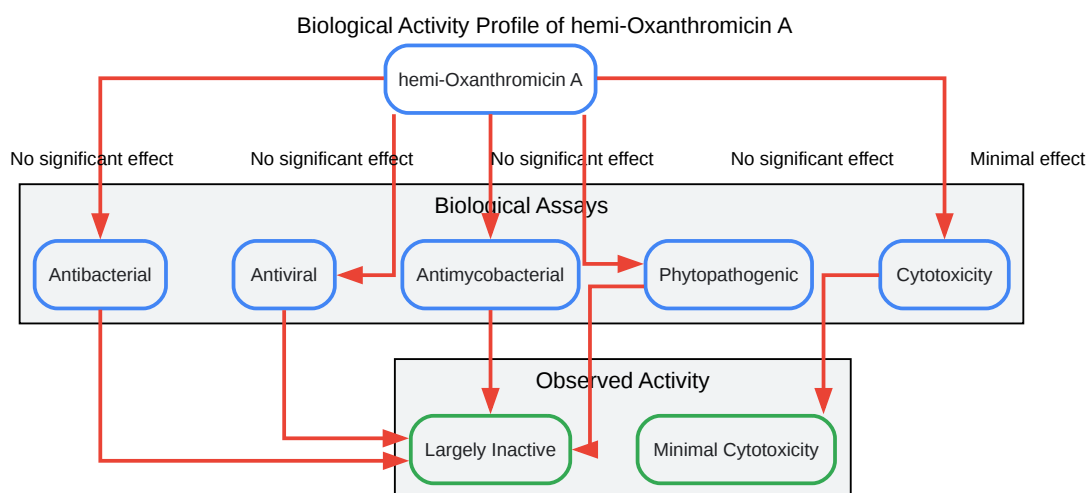 Biological Activity Profile of hemi-Oxanthromicin A
hemi-Oxanthromicin A
No significant effect
No significant effect
No significant effect
No significant effect
Minimal effect
Biological Assays
Antibacterial
Antiviral
Antimycobacterial
Phytopathogenic
Cytotoxicity
Observed Activity
Largely Inactive
Minimal Cytotoxicity